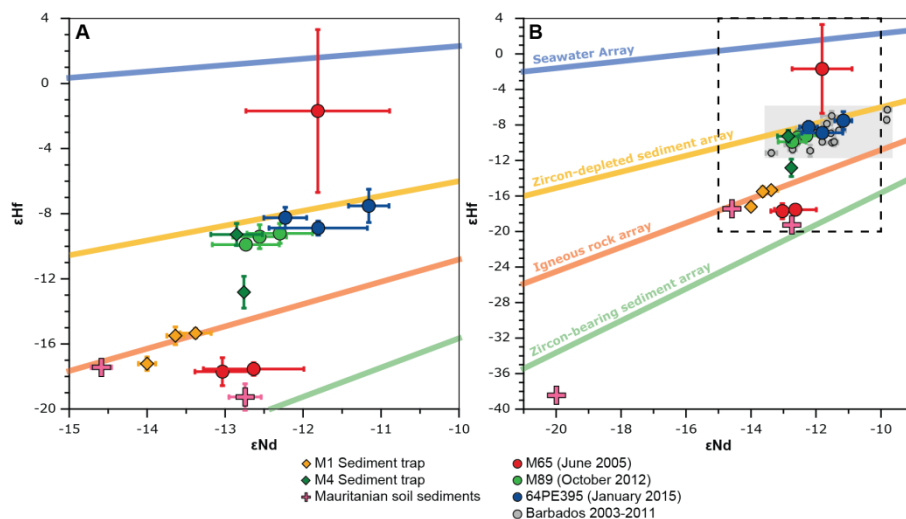 A
4
0
-4
-8
-12
-16
-20
εHf
-15
-14
-13
-12
-11
-10
εNd
B
4
0
-4
-8
-12
-16
-20
-24
-28
-32
-36
-40
εHf
-20
-18
-16
-14
-12
-10
εNd
Seawater Array
Zircon-depleted sediment array
Igneous rock array
Zircon-bearing sediment array
M1 Sediment trap
M4 Sediment trap
Mauritanian soil sediments
M65 (June 2005)
M89 (October 2012)
64PE395 (January 2015)
Barbados 2003-2011